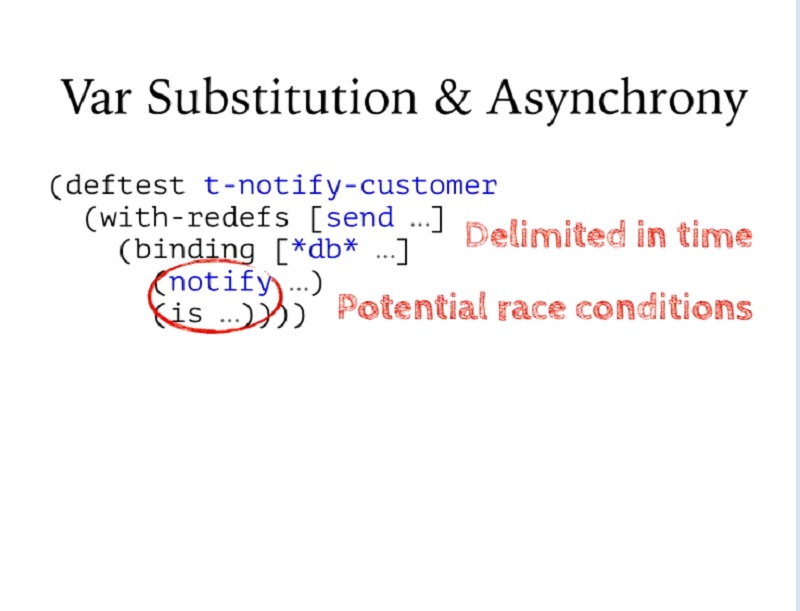 Var Substitution & Asynchrony
(deftest t-notify-customer
(with-redefs [send ...]
Delimited in time
(binding [*db* ...]
(notify ...)
Potential race conditions
(is ...))))